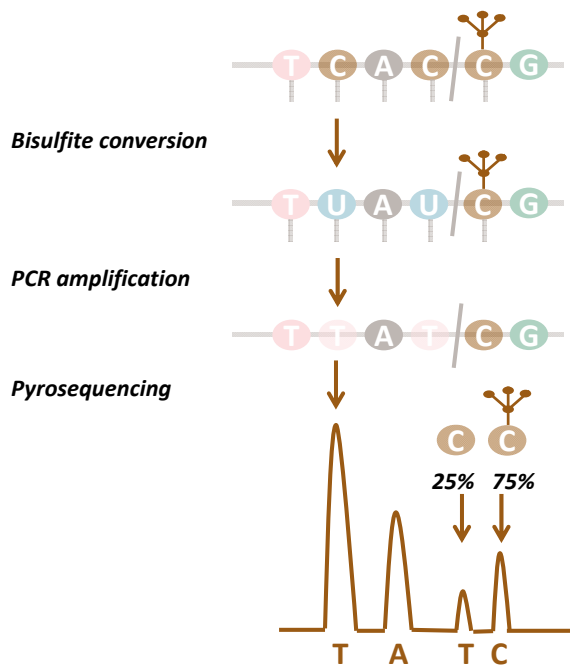 T C A C C G
Bisulfite conversion
T U A U C G
PCR amplification
T T A T C G
Pyrosequencing
C C
25% 75%
T A T C